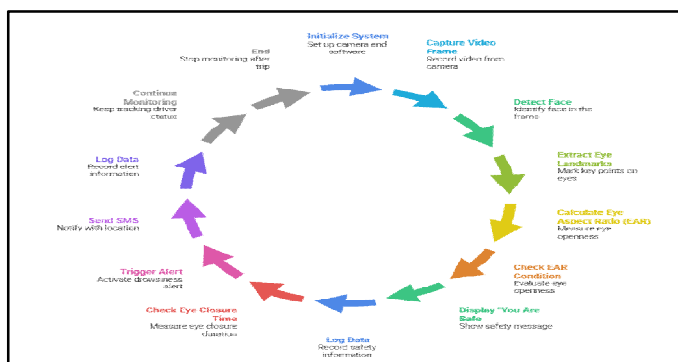 Initialize System
Set up camera end
software
Capture Video
Frame
Record video from
camera
Detect Face
Identify face in the
frame
Extract Eye
Landmarks
Mark key points on
eyes
Calculate Eye
Aspect Ratio (EAR)
Measure eye
openness
Check EAR
Condition
Evaluate eye
openness
Display "You Are
Safe
Show safety message
Log Data
Record safety
information
Check Eye Closure
Time
Measure eye closure
duration
Trigger Alert
Activate drowsiness
alert
Send SMS
Notify with location
Log Data
Record alert
information
Continue
Monitoring
Keep tracking driver
status
End
Stop monitoring after
trip